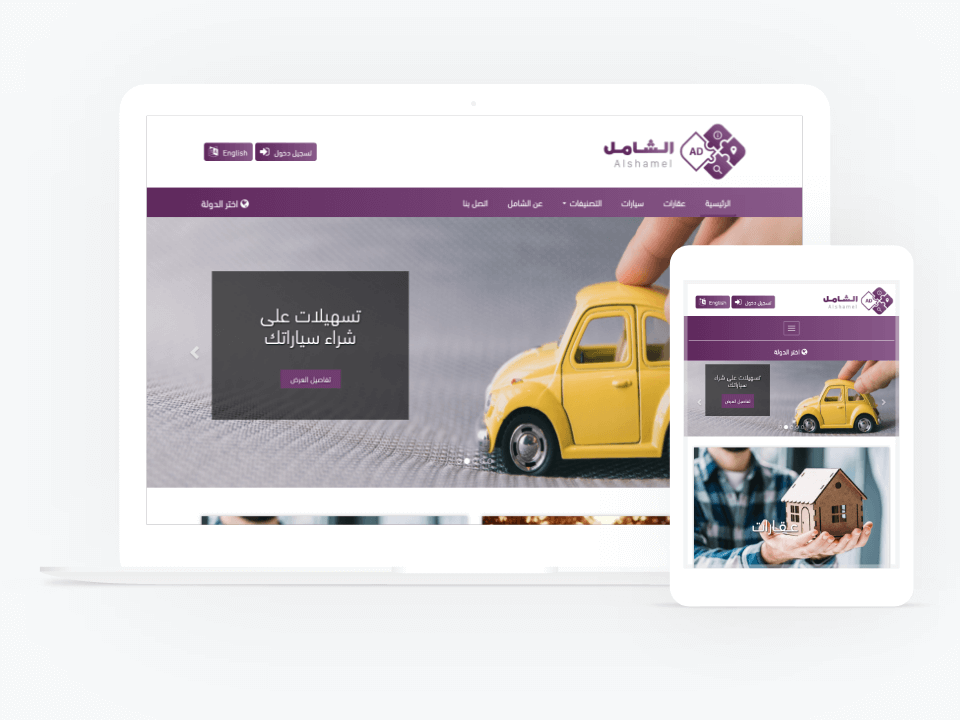 الشامل
Alshamel
AD
تسجيل دخول
English
الرئيسية
عقارات
سيارات
التصنيفات
عن الشامل
اتصل بنا
اختر الدولة
تسهيلات على
شراء سياراتك
تفاصيل العرض
الشامل
Alshamel
AD
تسجيل دخول
English
اختر الدولة
تسهيلات على شراء
سياراتك
تفاصيل العرض
عقارات